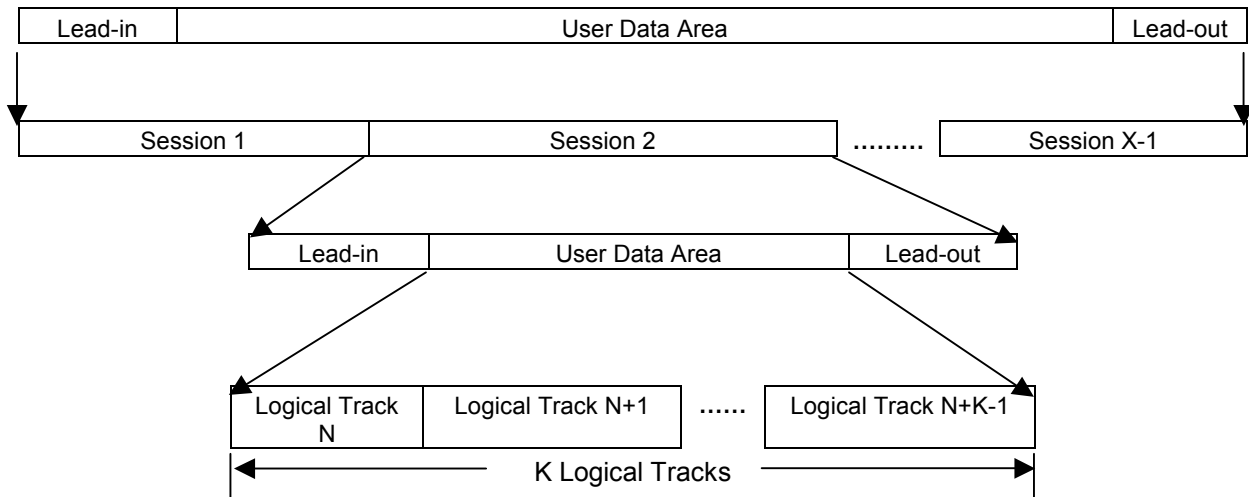 Lead-in User Data Area Lead-out
Session 1 Session 2 ......... Session X-1
Lead-in User Data Area Lead-out
Logical Track Logical Track N+1 ...... Logical Track N+K-1
N
K Logical Tracks